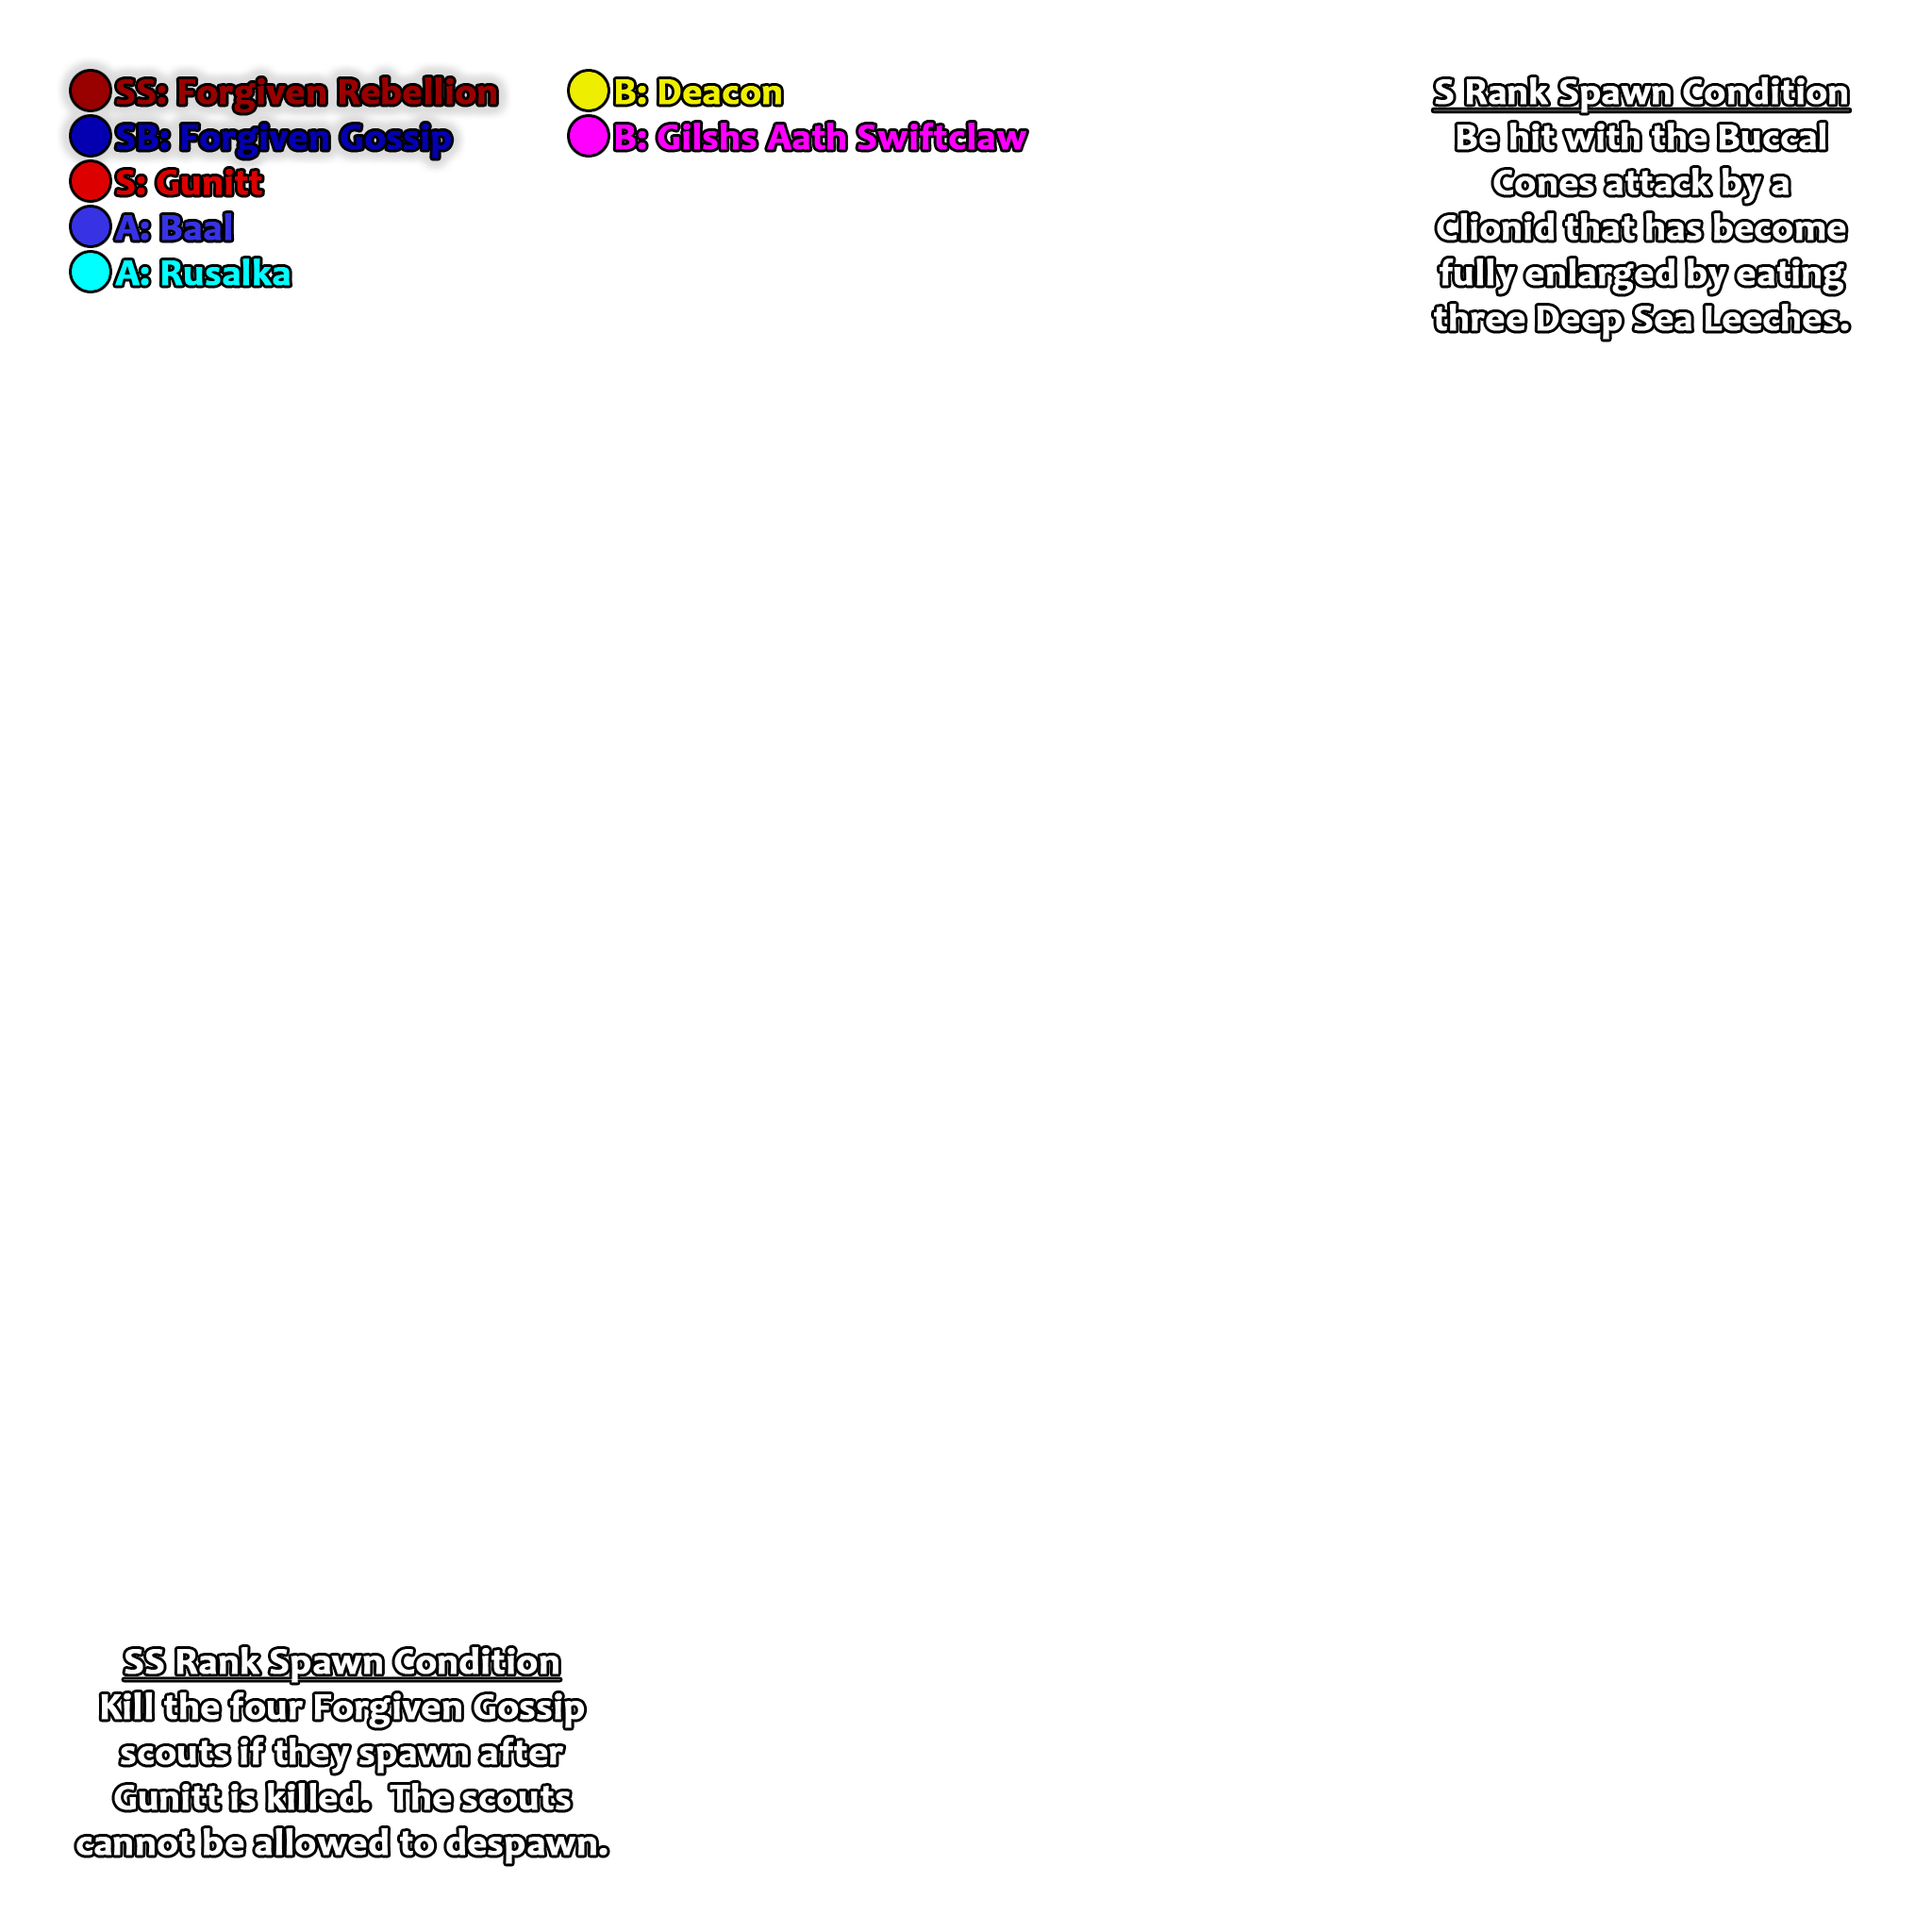 SS: Forgiven Rebellion
SB: Forgiven Gossip
S: Gunitt
A: Baal
A: Rusalka
B: Deacon
B: Gilshs Aath Swiftclaw
S Rank Spawn Condition
Be hit with the Buccal
Cones attack by a
Clionid that has become
fully enlarged by eating
three Deep Sea Leeches.
SS Rank Spawn Condition
Kill the four Forgiven Gossip
scouts if they spawn after
Gunitt is killed.  The scouts
cannot be allowed to despawn.